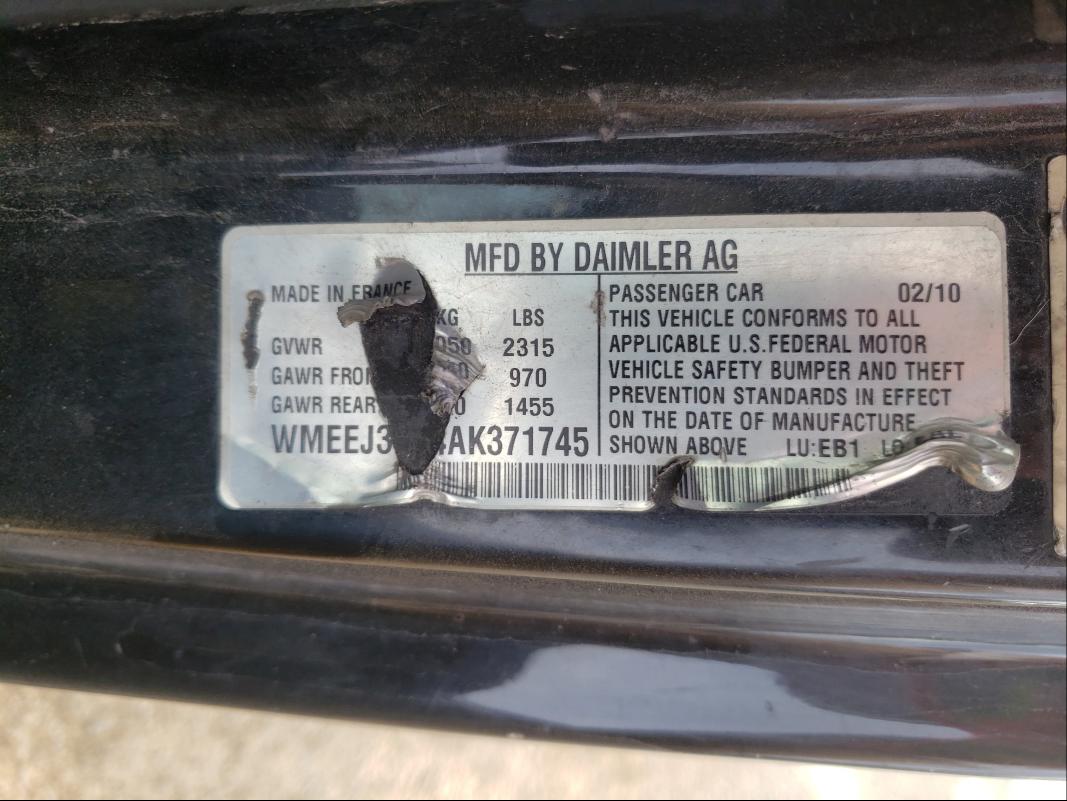 MFD BY DAIMLER AG
MADE IN FRANCE
KG LBS
GVWR 2315
GAWR 970
GAWR REAR 1455
PASSENGER CAR 02/10
THIS VEHICLE CONFORMS TO ALL
APPLICABLE U.S.FEDERAL MOTOR
VEHICLE SAFETY BUMPER AND THEFT
PREVENTION STANDARDS IN EFFECT
ON THE DATE OF MANUFACTURE
SHOWN ABOVE LU:EB1